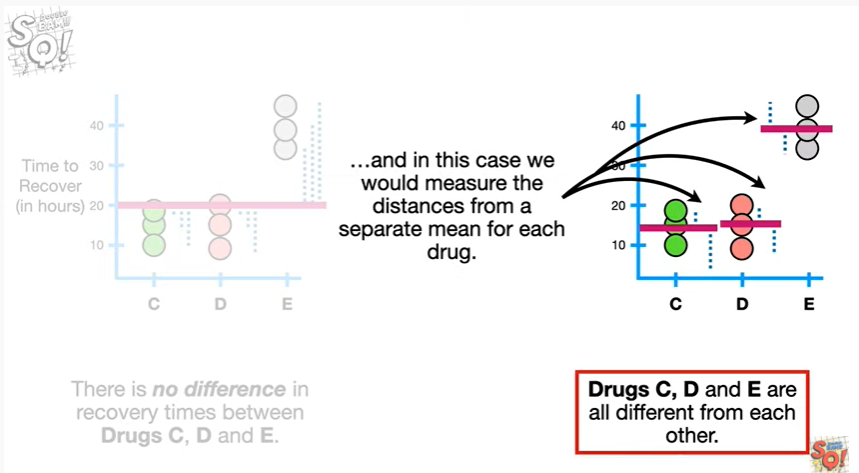 STAT
QUEST!!!
40
Time to
Recover
(in hours)
30
20
10
C D E
There is no difference in
recovery times between
Drugs C, D and E.
…and in this case we
would measure the
distances from a
separate mean for each
drug.
40
30
20
10
C D E
Drugs C, D and E are
all different from each
other.